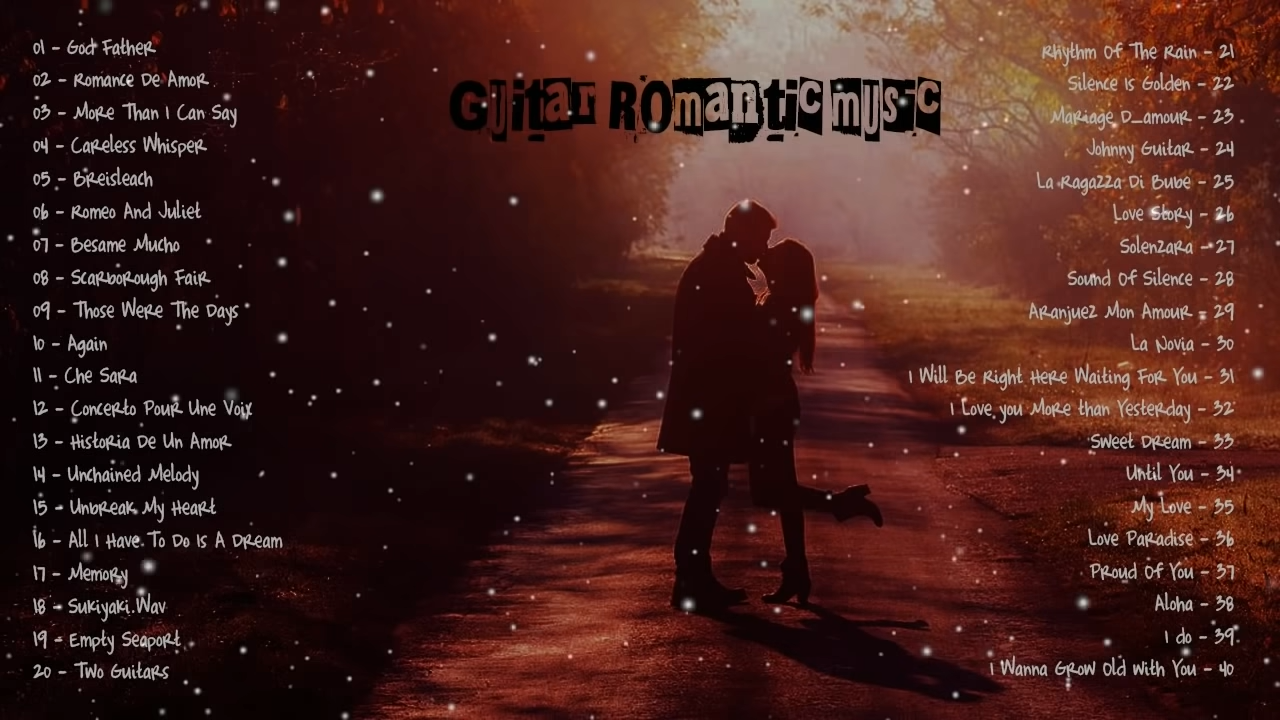 Guitar Romantic music
01 - God Father
02 - Romance De Amor
03 - More Than I Can Say
04 - Careless Whisper
05 - Breisleach
06 - Romeo And Juliet
07 - Besame Mucho
08 - Scarborough Fair
09 - Those Were The Days
10 - Again
11 - Che Sara
12 - Concerto Pour Une Voix
13 - Historia De Un Amor
14 - Unchained Melody
15 - Unbreak My Heart
16 - All I Have To Do Is A Dream
17 - Memory
18 - Sukiyaki.Wav
19 - Empty Seaport
20 - Two Guitars
Rhythm Of The Rain - 21
Silence Is Golden - 22
Mariage D_amour - 23
Johnny Guitar - 24
La Ragazza Di Bube - 25
Love Story - 26
Solenzara - 27
Sound Of Silence - 28
Aranjuez Mon Amour - 29
La Novia - 30
I Will Be Right Here Waiting For You - 31
I Love you More than Yesterday - 32
Sweet Dream - 33
Until You - 34
My Love - 35
Love Paradise - 36
Proud Of You - 37
Aloha - 38
I do - 39
I Wanna Grow Old With You - 40